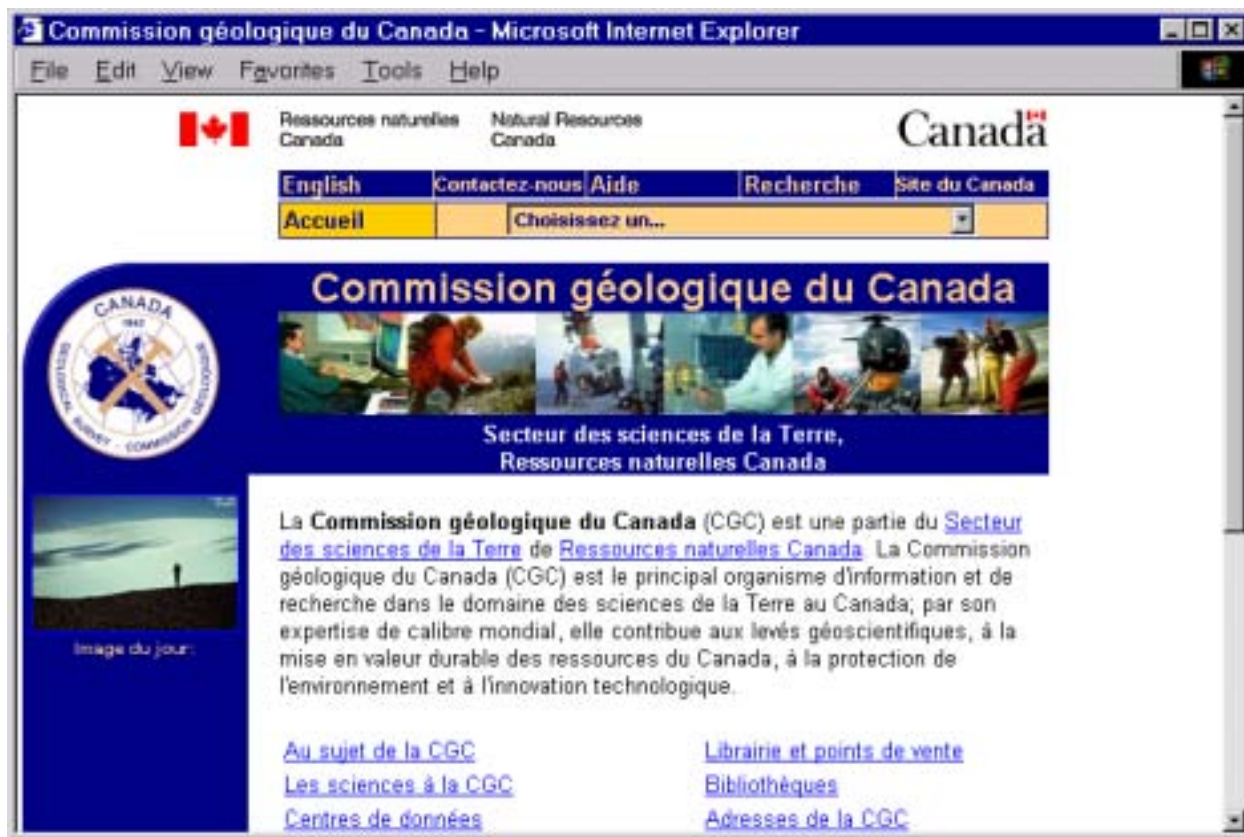 Commission géologique du Canada - Microsoft Internet Explorer
File Edit View Favorites Tools Help
Ressources naturelles Canada
Natural Resources Canada
Canada
English Contactez-nous Aide Recherche Site du Canada
Accueil Choisissez un...
Commission géologique du Canada
CANADA
1842
GEOLOGICAL SURVEY - COMMISSION GÉOLOGIQUE
Secteur des sciences de la Terre,
Ressources naturelles Canada
Image du jour:
La Commission géologique du Canada (CGC) est une partie du Secteur
des sciences de la Terre de Ressources naturelles Canada. La Commission
géologique du Canada (CGC) est le principal organisme d'information et de
recherche dans le domaine des sciences de la Terre au Canada; par son
expertise de calibre mondial, elle contribue aux levés géoscientifiques, à la
mise en valeur durable des ressources du Canada, à la protection de
l'environnement et à l'innovation technologique.
Au sujet de la CGC Librairie et points de vente
Les sciences à la CGC Bibliothèques
Centres de données Adresses de la CGC